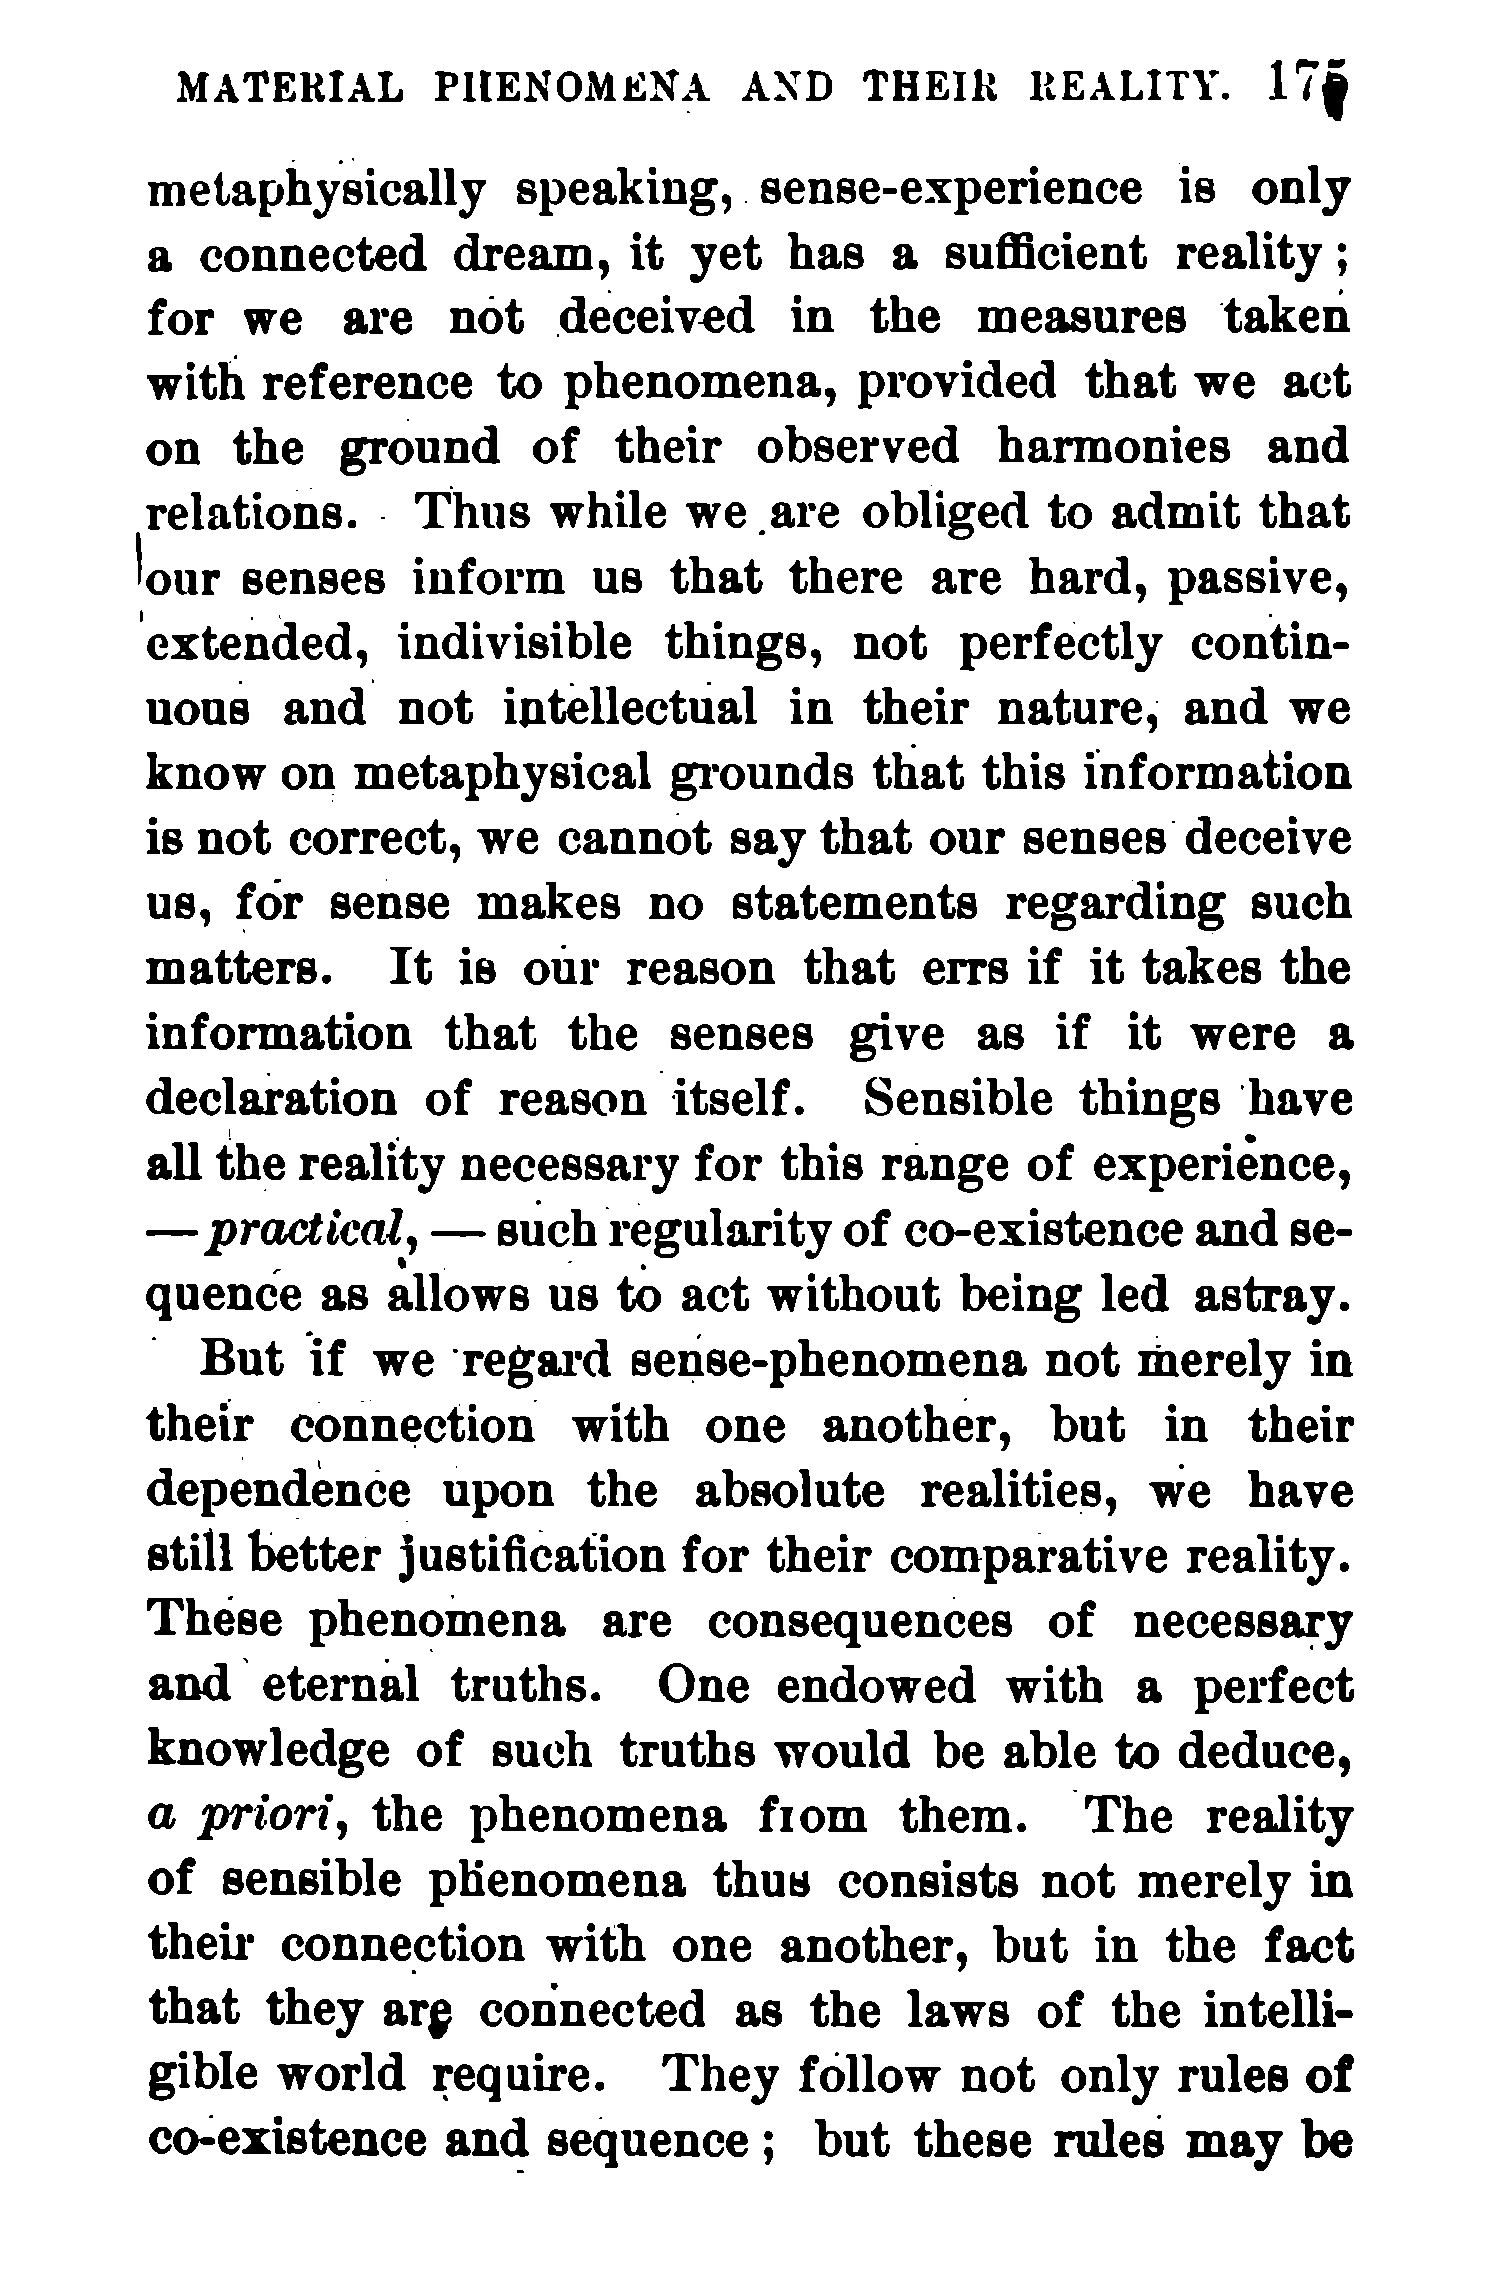 MATERIAL PHENOMENA AND THEIR REALITY. 175
metaphysically speaking, sense-experience is only
a connected dream, it yet has a sufficient reality;
for we are not deceived in the measures taken
with reference to phenomena, provided that we act
on the ground of their observed harmonies and
relations. Thus while we are obliged to admit that
our senses inform us that there are hard, passive,
extended, indivisible things, not perfectly contin-
uous and not intellectual in their nature, and we
know on metaphysical grounds that this information
is not correct, we cannot say that our senses deceive
us, for sense makes no statements regarding such
matters. It is our reason that errs if it takes the
information that the senses give as if it were a
declaration of reason itself. Sensible things have
all the reality necessary for this range of experience,
— practical, — such regularity of co-existence and se-
quence as allows us to act without being led astray.
But if we regard sense-phenomena not merely in
their connection with one another, but in their
dependence upon the absolute realities, we have
still better justification for their comparative reality.
These phenomena are consequences of necessary
and eternal truths. One endowed with a perfect
knowledge of such truths would be able to deduce,
a priori, the phenomena from them. The reality
of sensible phenomena thus consists not merely in
their connection with one another, but in the fact
that they are connected as the laws of the intelli-
gible world require. They follow not only rules of
co-existence and sequence; but these rules may be